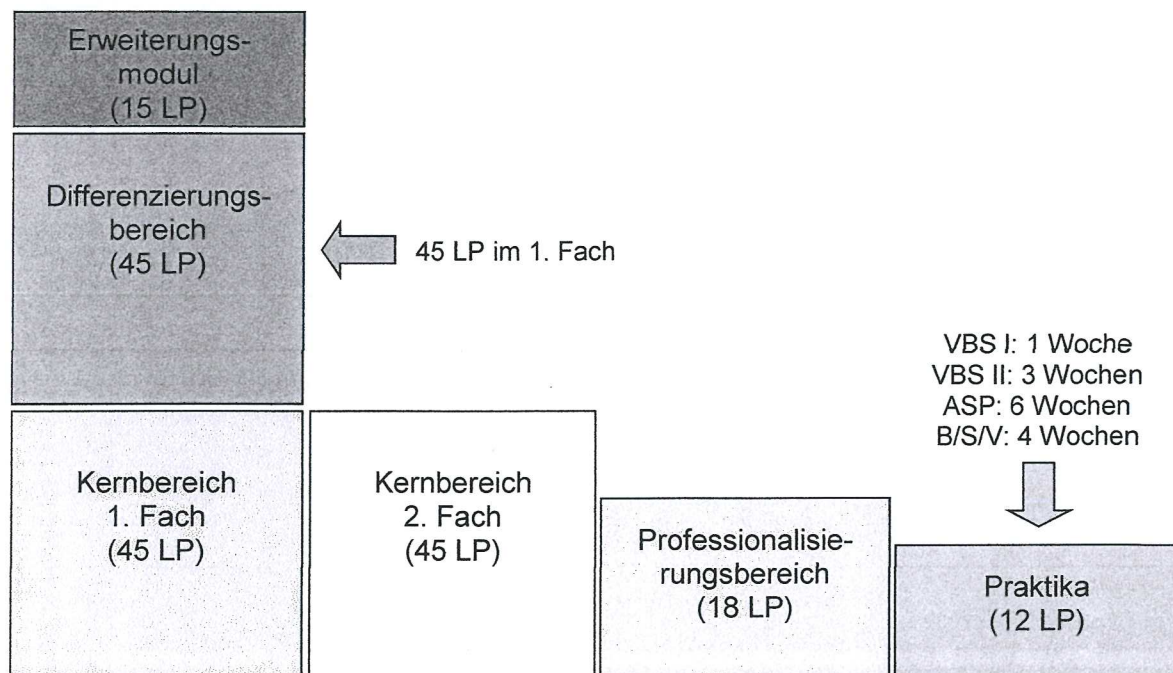 Erweiterungs-
modul
(15 LP)
Differenzierungs-
bereich
(45 LP)
45 LP im 1. Fach
VBS I: 1 Woche
VBS II: 3 Wochen
ASP: 6 Wochen
B/S/V: 4 Wochen
Kernbereich
1. Fach
(45 LP)
Kernbereich
2. Fach
(45 LP)
Professionalisie-
rungsbereich
(18 LP)
Praktika
(12 LP)